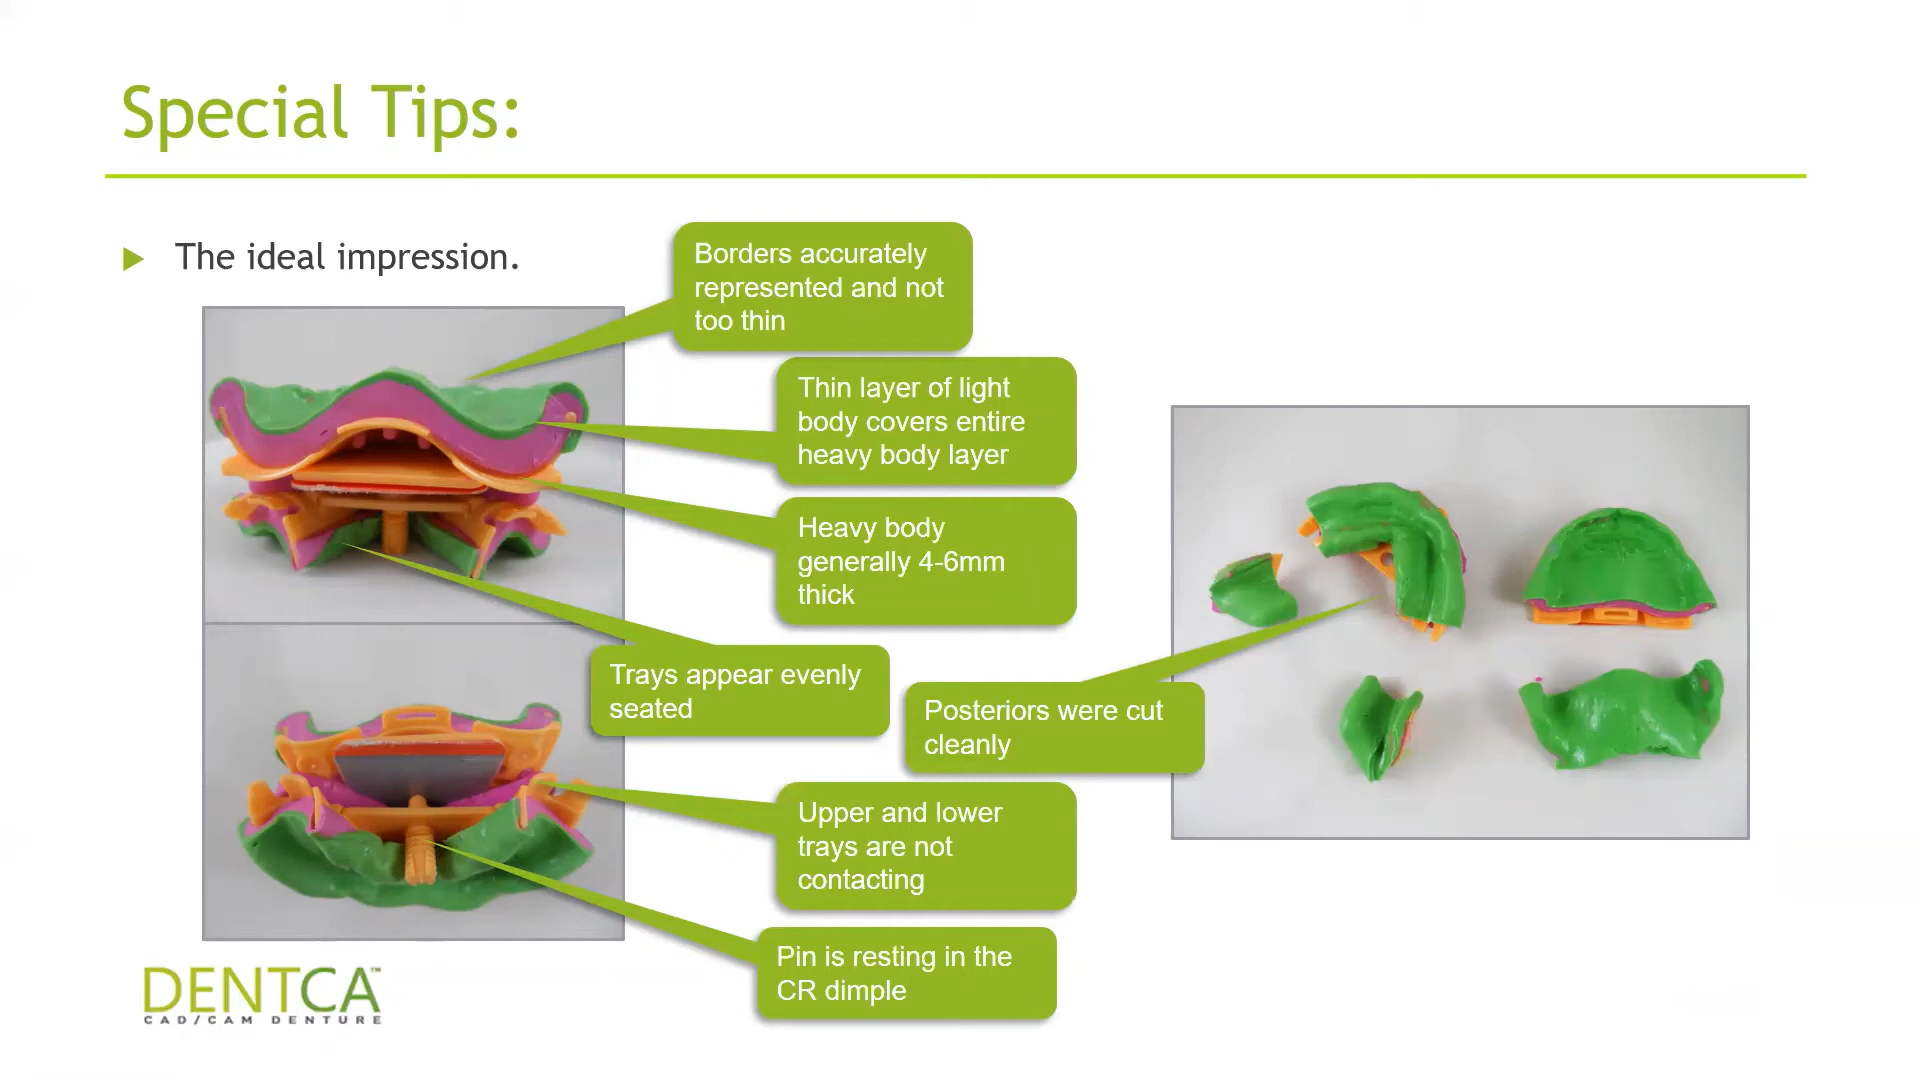 Special Tips:
The ideal impression.
Borders accurately
represented and not
too thin
Thin layer of light
body covers entire
heavy body layer
Heavy body
generally 4-6mm
thick
Trays appear evenly
seated
Posteriors were cut
cleanly
Upper and lower
trays are not
contacting
Pin is resting in the
CR dimple
DENTCA™
CAD/CAM DENTURE